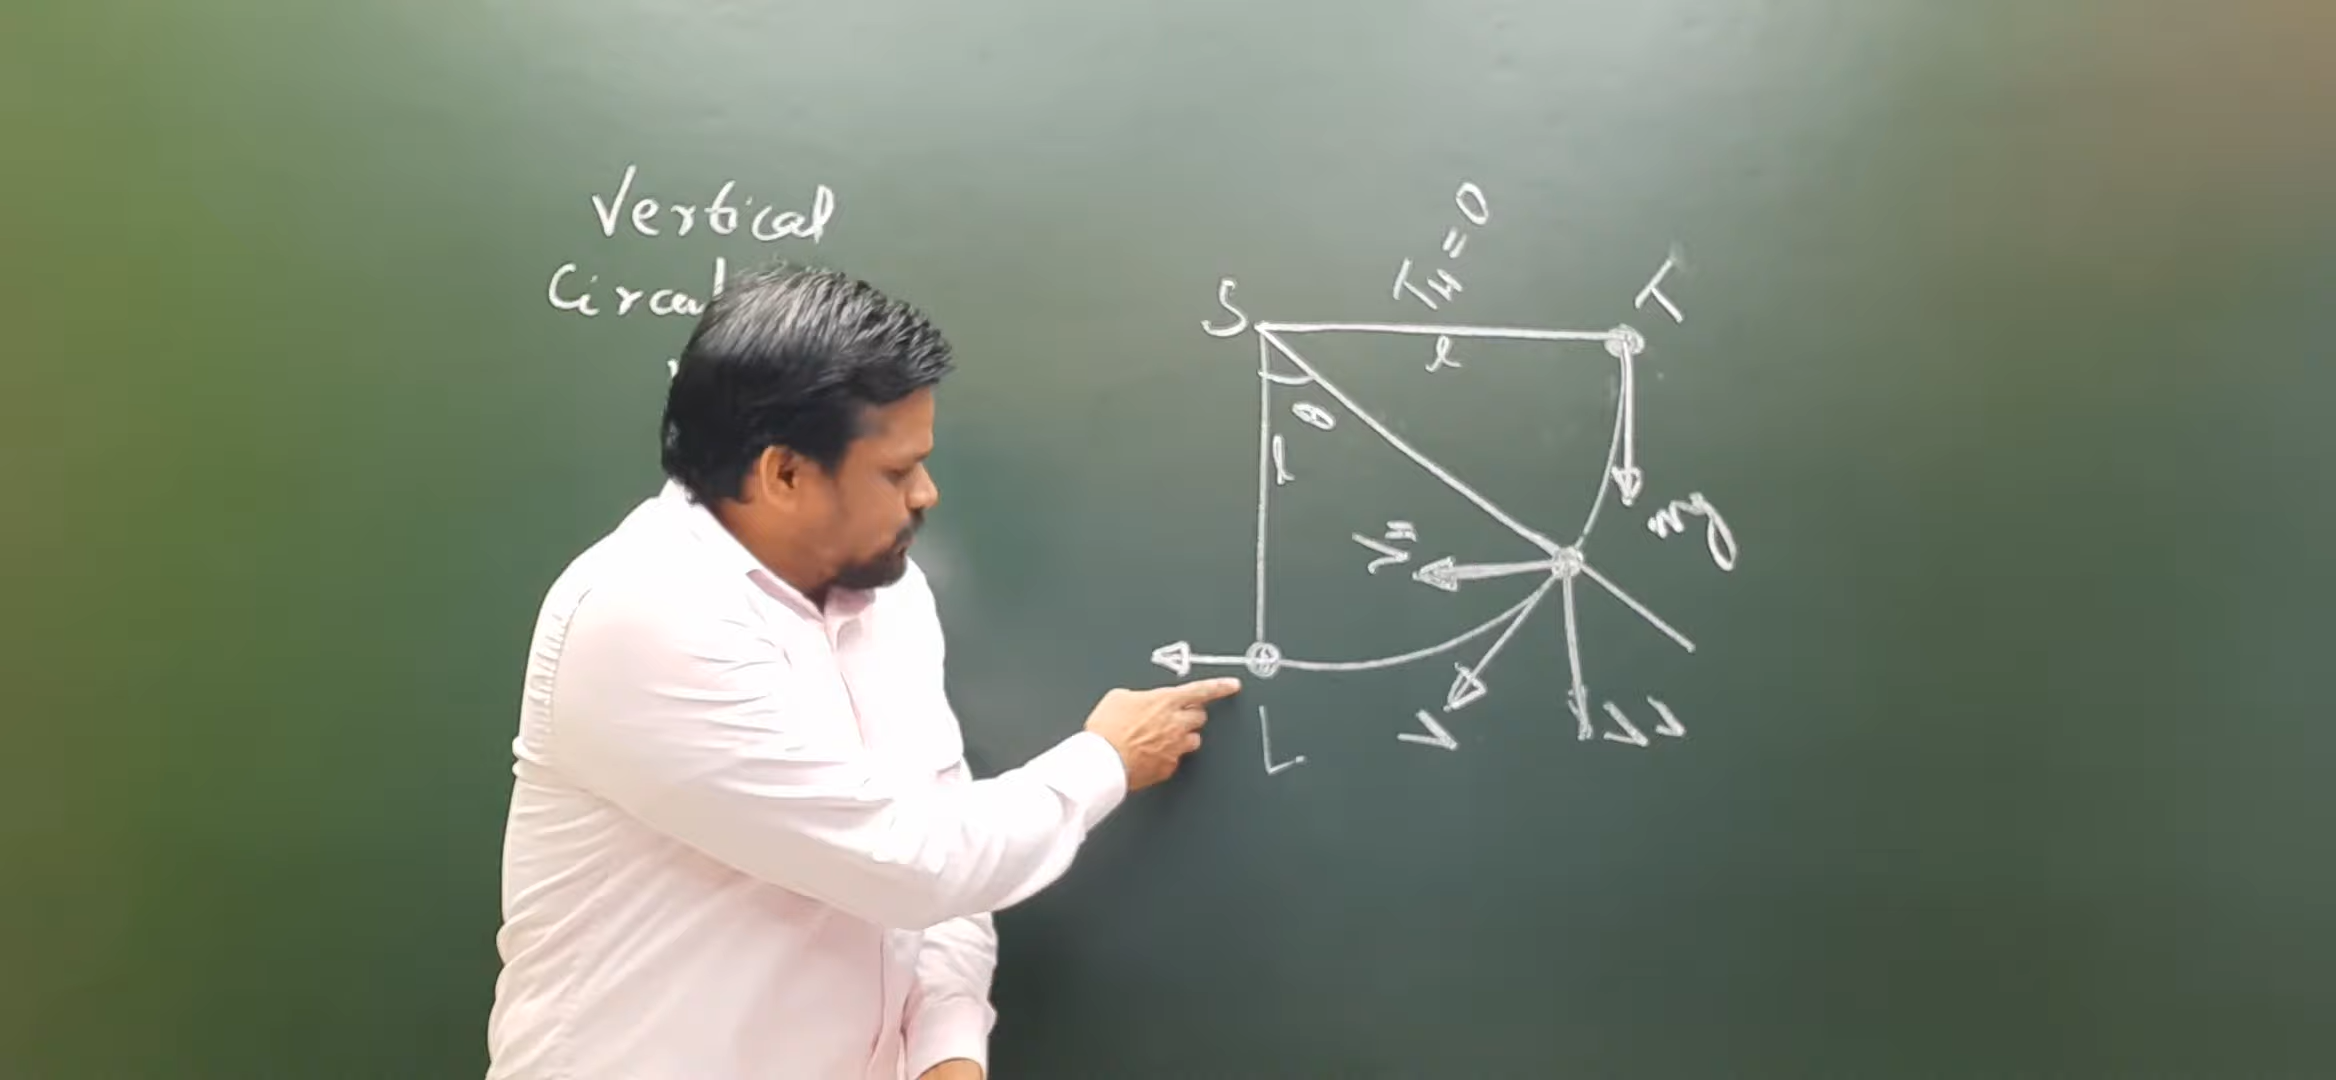 Vertical
T_H = 0
T
S
l
θ
l
mg
V_H
V
V_V
L